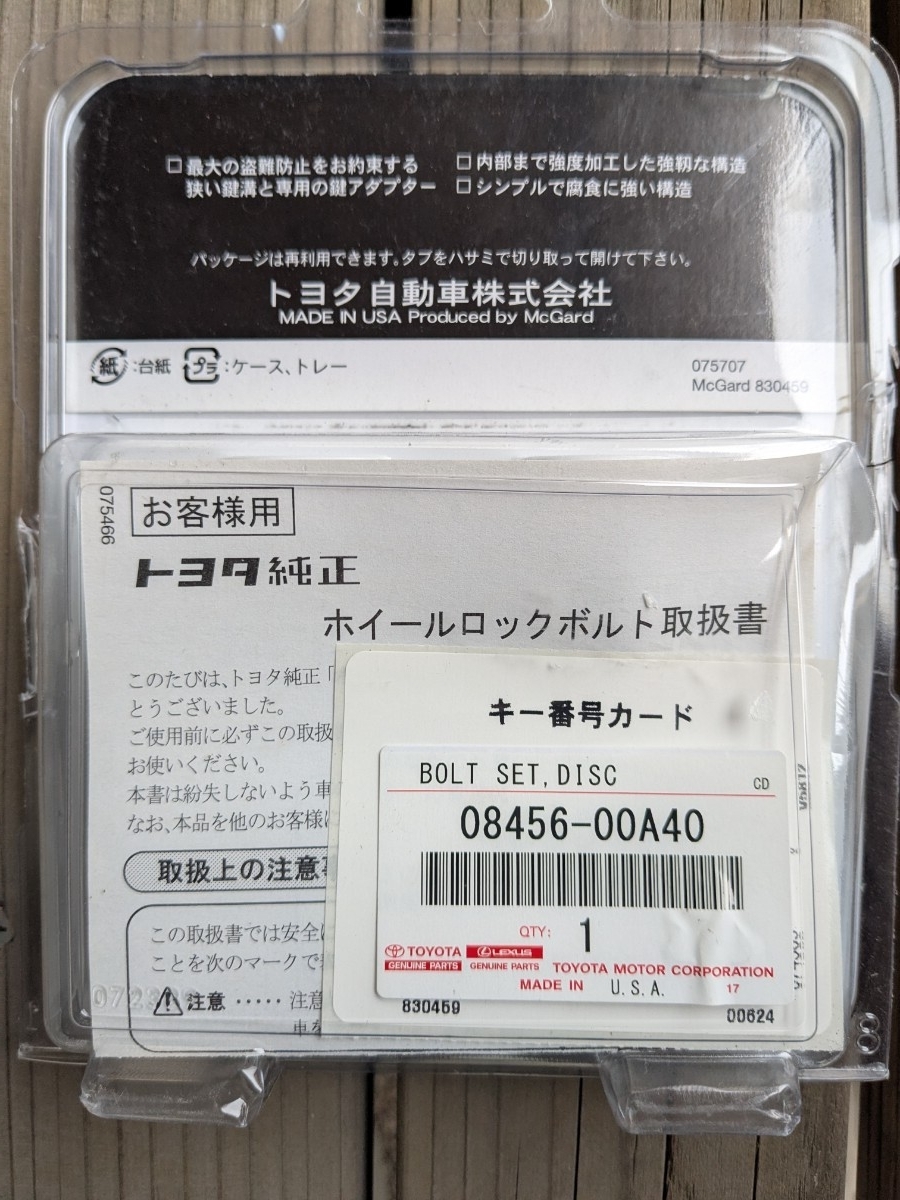 □最大の盗難防止をお約束する
狭い鍵溝と専用の鍵アダプター
□内部まで強度加工した強靭な構造
□シンプルで腐食に強い構造
パッケージは再利用できます。タブをハサミで切り取って開けて下さい。
トヨタ自動車株式会社
MADE IN USA Produced by McGard
紙:台紙 プラ:ケース、トレー
075707
McGard 830459
075466
お客様用
トヨタ純正
ホイールロックボルト取扱書
このたびは、トヨタ純正「
とうございました。
ご使用前に必ずこの取扱
お使いください。
本書は紛失しないよう車
なお、本品を他のお客様に
取扱上の注意
この取扱書では安全に
ことを次のマークで
注意 ····· 注意
車を
キー番号カード
BOLT SET,DISC
CD
08456-00A40
QTY: 1
TOYOTA
GENUINE PARTS
LEXUS
GENUINE PARTS
TOYOTA MOTOR CORPORATION
MADE IN U.S.A.
17
830459
00624
8